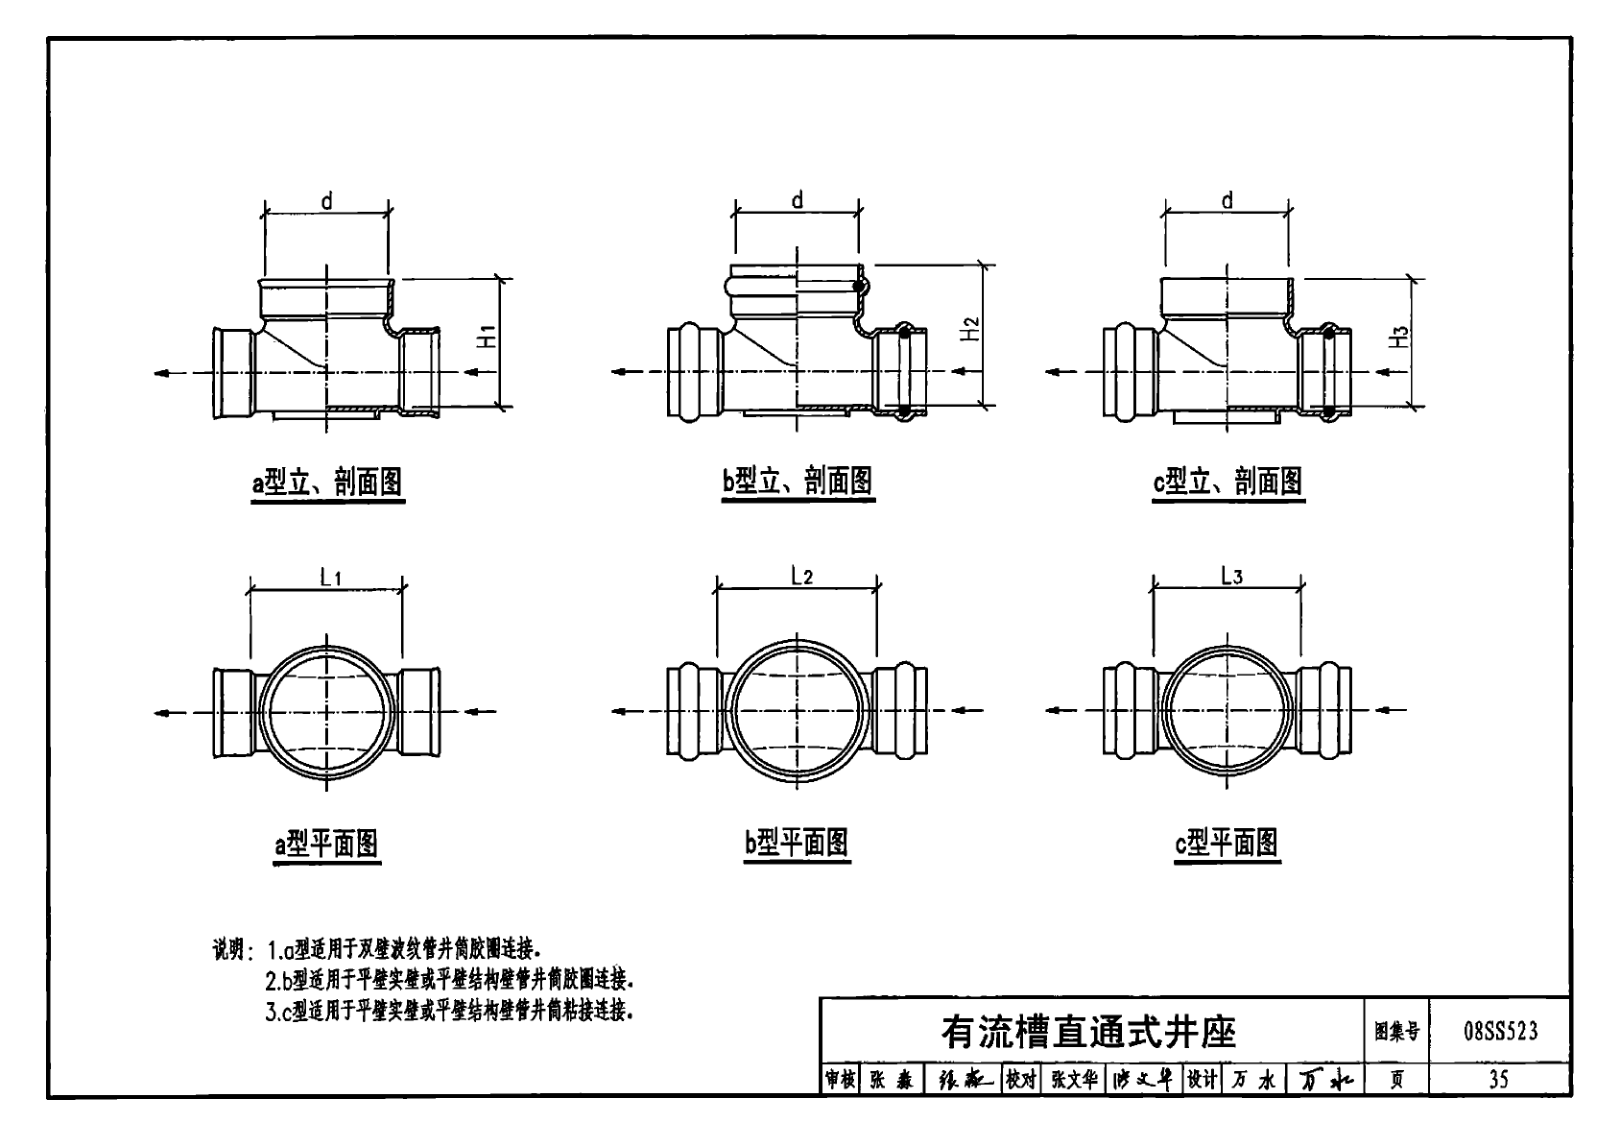 d d d
H1 H2 H3
a型立、剖面图 b型立、剖面图 c型立、剖面图
L1 L2 L3
a型平面图 b型平面图 c型平面图
说明：1.a型适用于双壁波纹管井筒胶圈连接。
2.b型适用于平壁实壁或平壁结构壁管井筒胶圈连接。
3.c型适用于平壁实壁或平壁结构壁管井筒粘接连接。
有流槽直通式井座 图集号 08SS523
审核 张淼 校对 张文华 设计 万水 万水 页 35